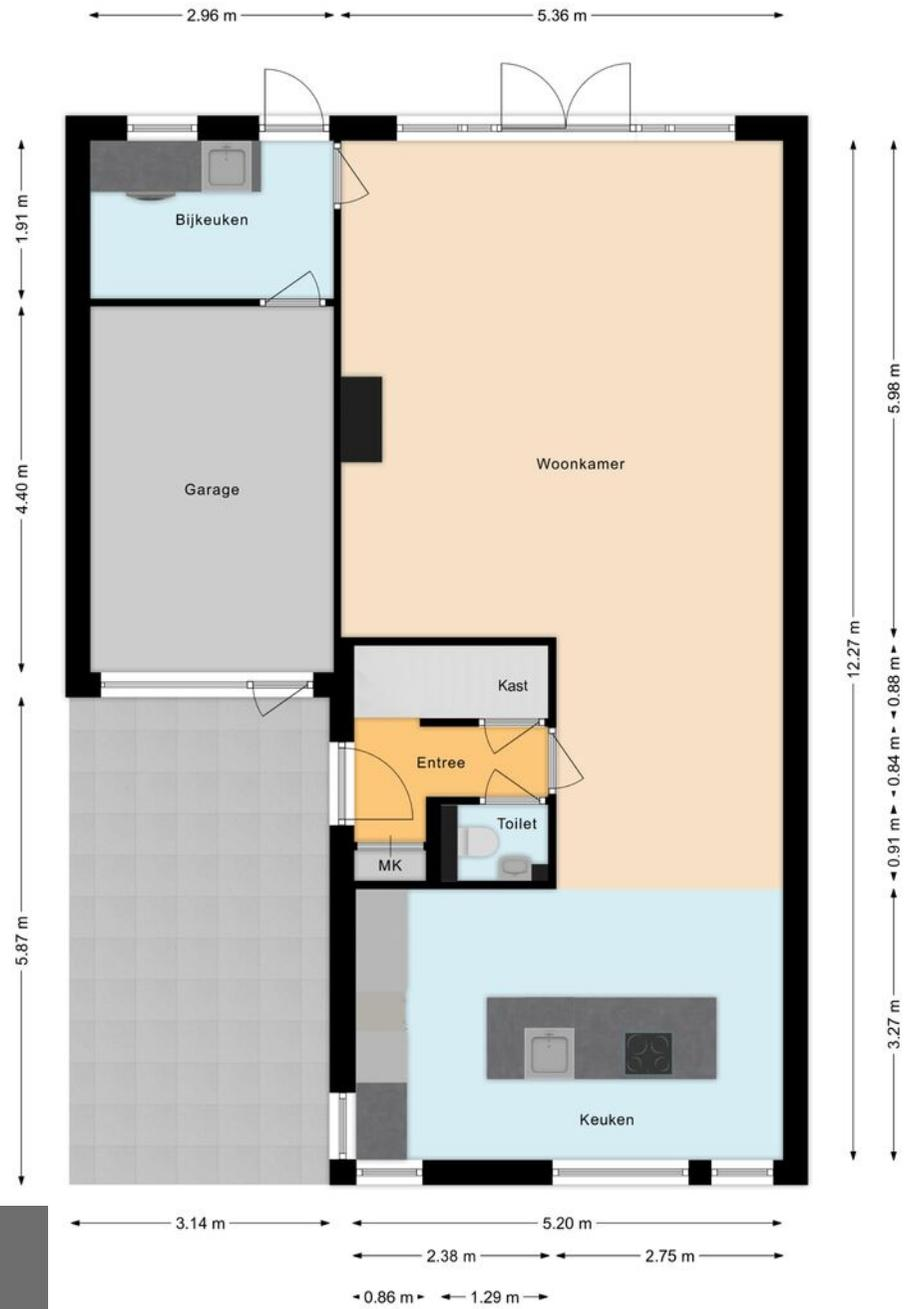 2.96 m
5.36 m
1.91 m
Bijkeuken
5.98 m
4.40 m
Woonkamer
Garage
12.27 m
Kast
0.88 m
Entree
0.84 m
Toilet
0.91 m
MK
5.87 m
3.27 m
Keuken
3.14 m
5.20 m
2.38 m
2.75 m
0.86 m
1.29 m